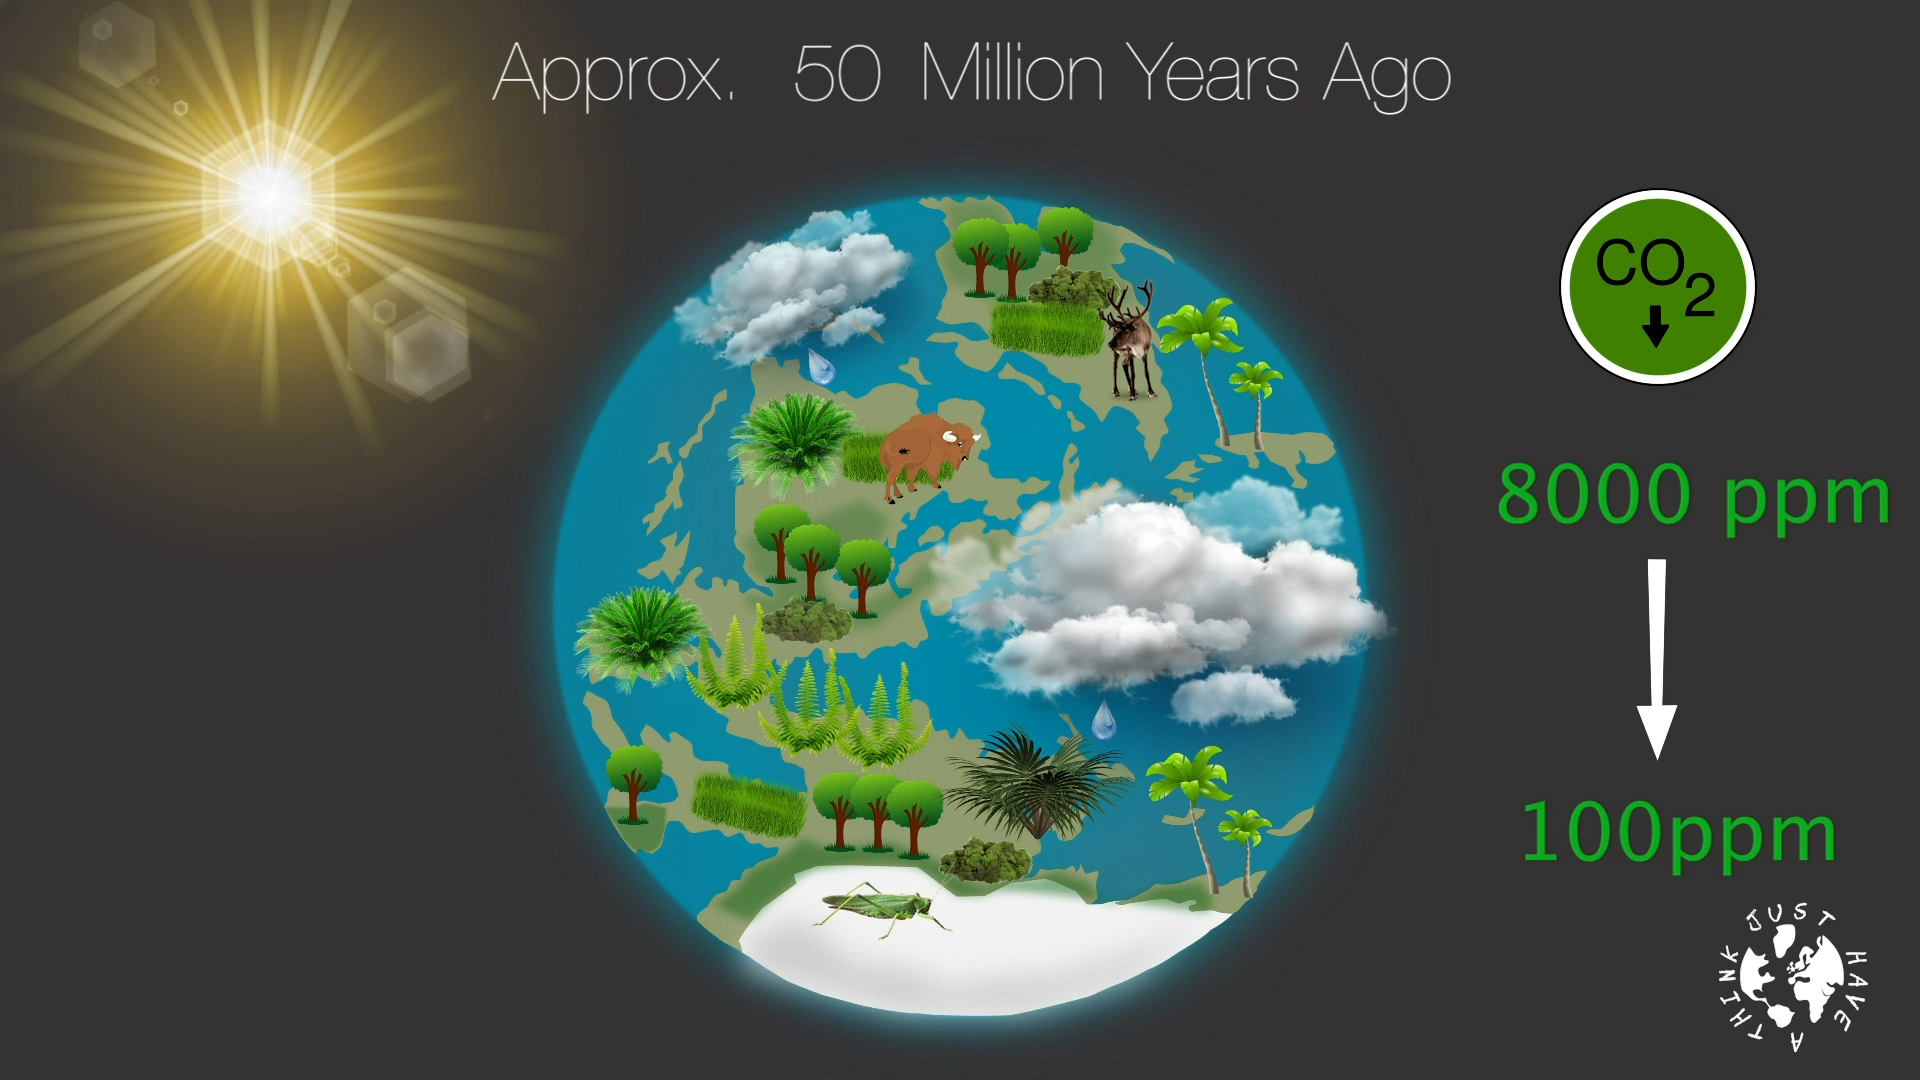 Approx. 50 Million Years Ago
CO2
8000 ppm
100ppm
JUST HAVE A THINK